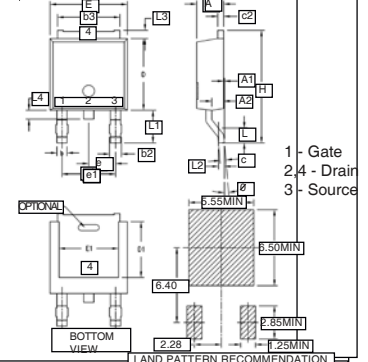 E
b3
4
L3
A
c2
D
H
A1
A2
L4
1 2 3
L1
L
b
b2
e
e1
L2
c
Ø
1 - Gate
2,4 - Drain
3 - Source
OPTIONAL
E1
D1
4
BOTTOM
VIEW
5.55MIN
6.50MIN
6.40
2.85MIN
2.28
1.25MIN
LAND PATTERN RECOMMENDATION